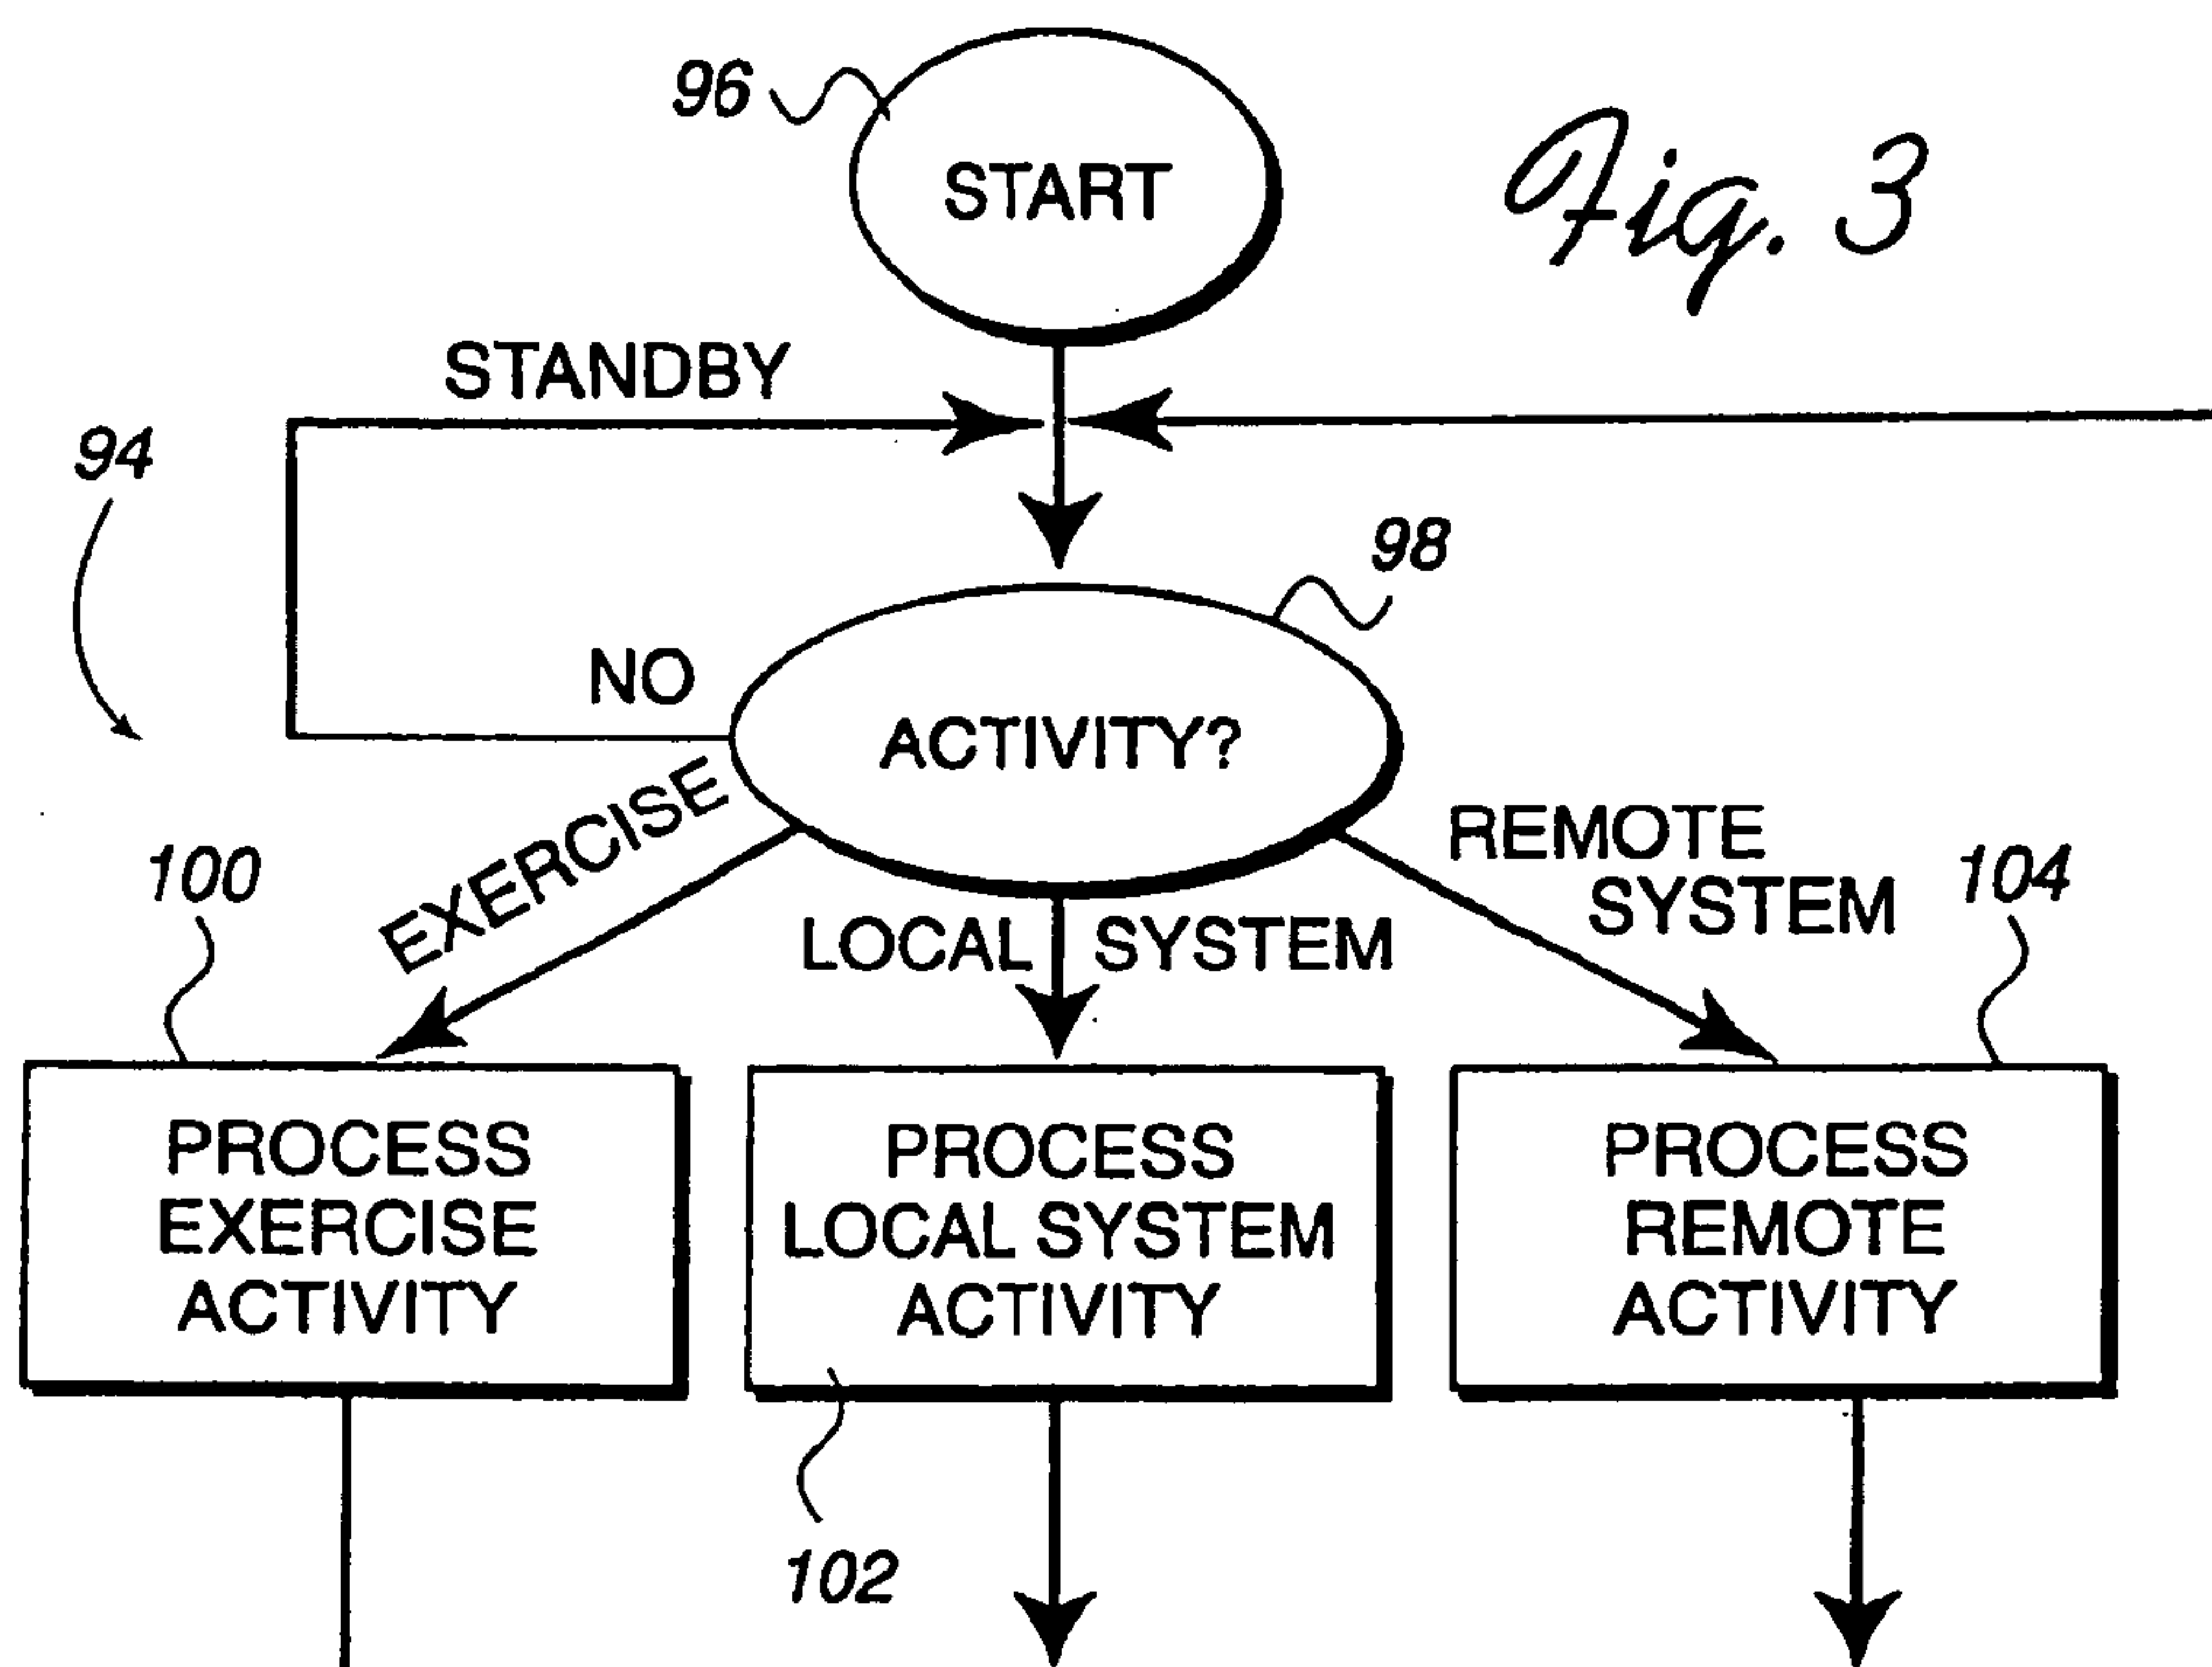 96
START
Fig. 3
STANDBY
94
98
NO
ACTIVITY?
EXERCISE
REMOTE
SYSTEM
100
104
LOCAL SYSTEM
PROCESS
EXERCISE
ACTIVITY
PROCESS
LOCAL SYSTEM
ACTIVITY
PROCESS
REMOTE
ACTIVITY
102